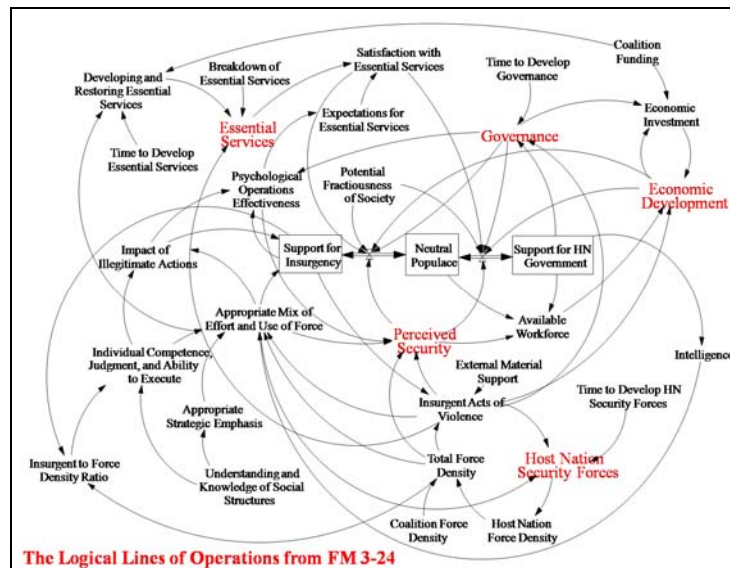 Coalition
Funding
Satisfaction with
Essential Services
Breakdown of
Essential Services
Time to Develop
Governance
Developing and
Restoring Essential
Services
Economic
Investment
Expectations for
Essential Services
Essential
Services
Governance
Time to Develop
Essential Services
Psychological
Operations
Effectiveness
Potential
Fractiousness
of Society
Economic
Development
Impact of
Illegitimate Actions
Support for
Insurgency
Neutral
Populace
Support for HN
Government
Appropriate Mix of
Effort and Use of Force
Perceived
Security
Available
Workforce
Intelligence
Individual Competence,
Judgment, and Ability
to Execute
External Material
Support
Time to Develop HN
Security Forces
Appropriate
Strategic Emphasis
Insurgent Acts of
Violence
Insurgent to Force
Density Ratio
Understanding and
Knowledge of Social
Structures
Total Force
Density
Host Nation
Security Forces
Coalition Force
Density
Host Nation
Force Density
The Logical Lines of Operations from FM 3-24